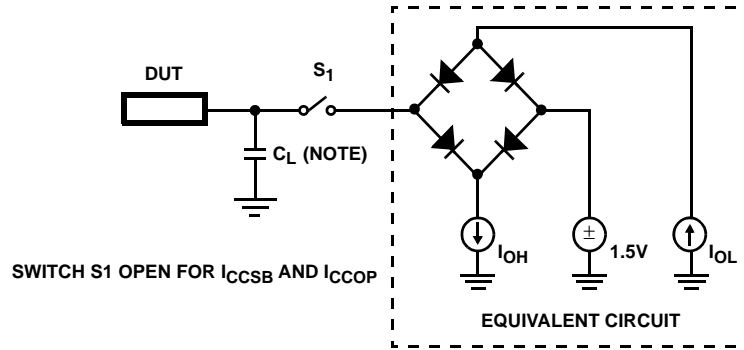 DUT
S1
CL (NOTE)
IOH
±
1.5V
IOL
SWITCH S1 OPEN FOR ICCSB AND ICCOP
EQUIVALENT CIRCUIT